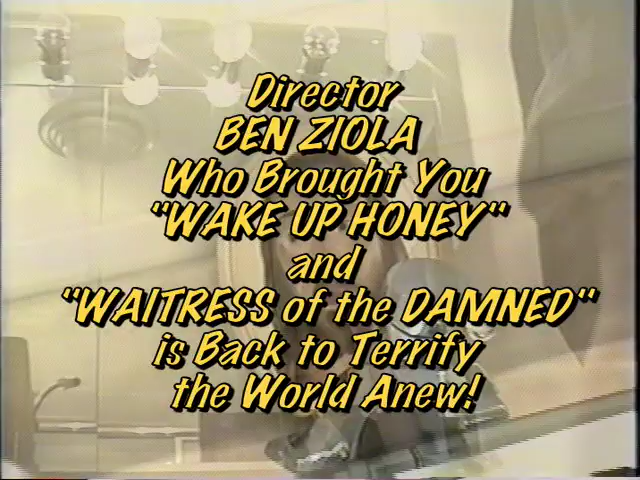 Director
BEN ZIOLA
Who Brought You
"WAKE UP HONEY"
and
"WAITRESS of the DAMNED"
is Back to Terrify
the World Anew!